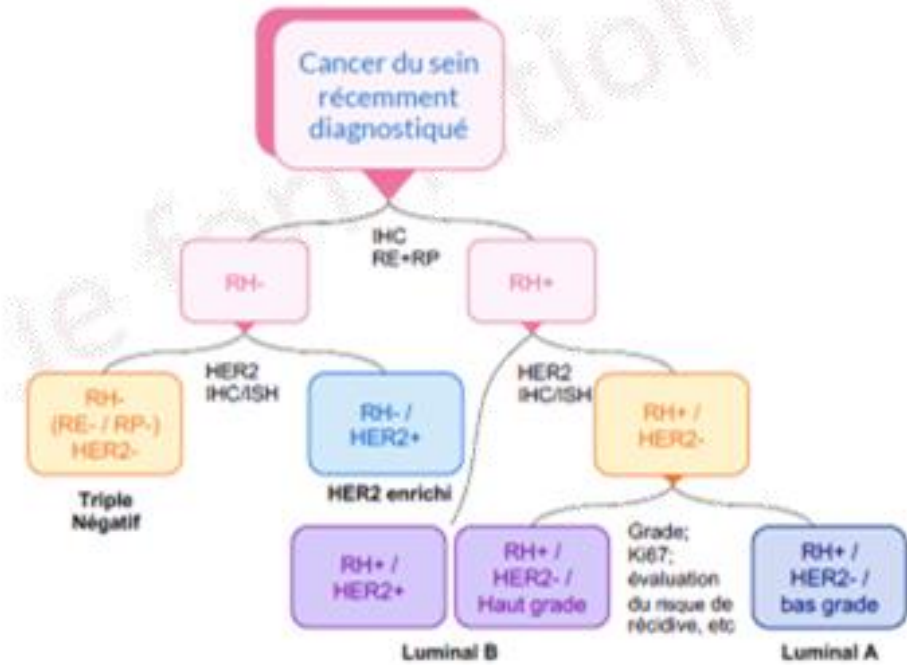 Cancer du sein
récemment
diagnostiqué
IHC
RE+RP
RH-
RH+
HER2
IHC/ISH
HER2
IHC/ISH
RH-
(RE- / RP-)
HER2-
RH- /
HER2+
RH+ /
HER2-
Triple
Négatif
HER2 enrichi
RH+ /
HER2+
RH+ /
HER2- /
Haut grade
Grade;
Ki67;
évaluation
du risque de
récidive, etc
RH+ /
HER2- /
bas grade
Luminal B
Luminal A